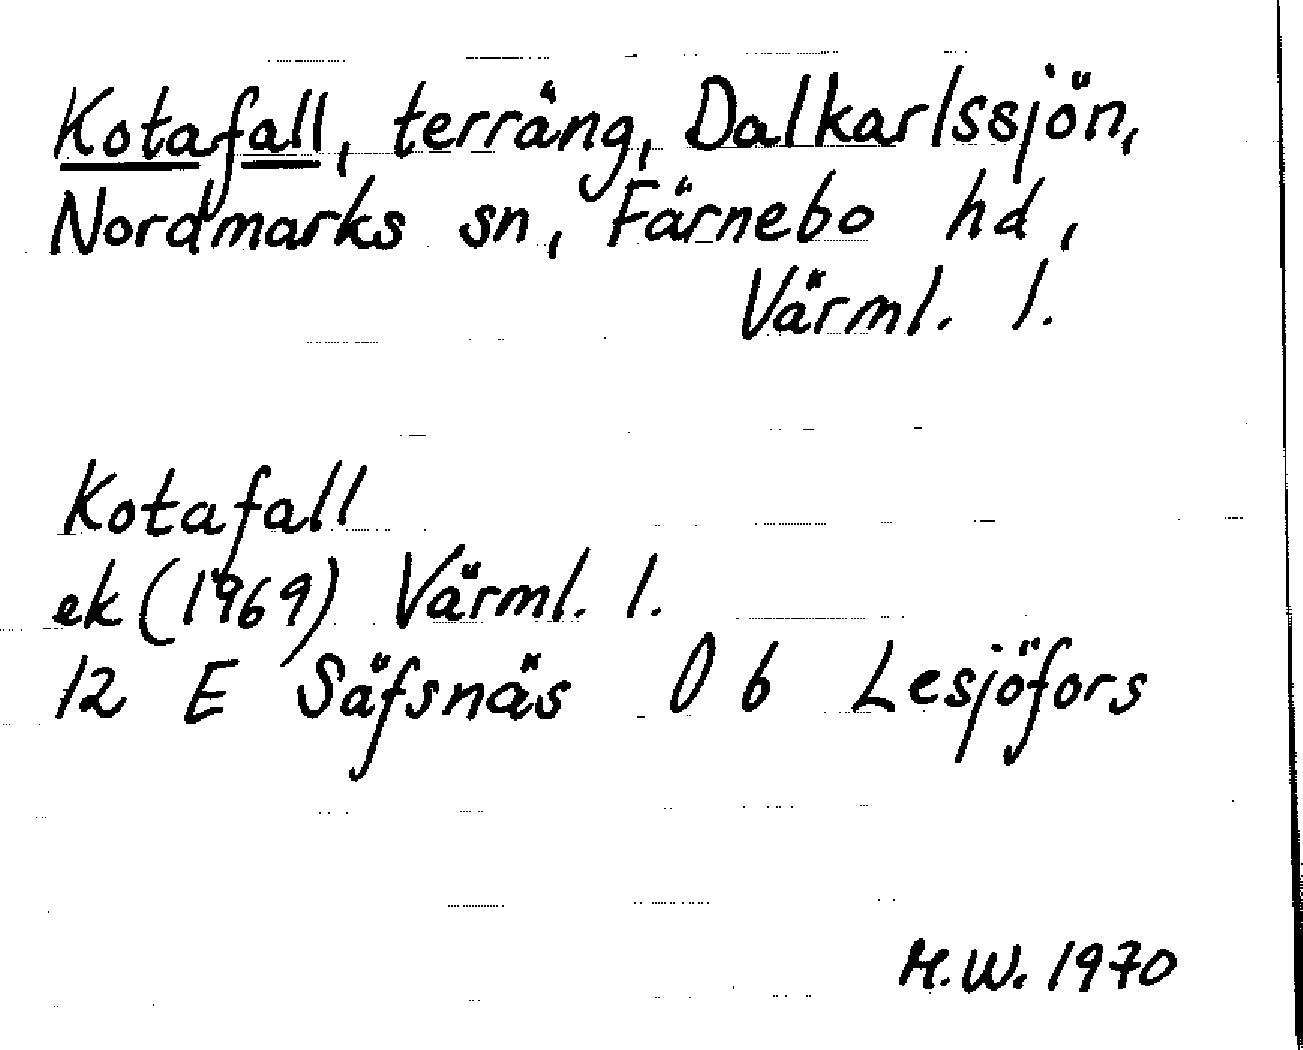 Kotafall, terräng, Dalkarlssjön,
Nordmarks sn, Färnebo hd,
Värml. l.
Kotafall
ek (1969) Värml. l.
12 E Säfsnäs 0 b Lesjöfors
M.W. 1970